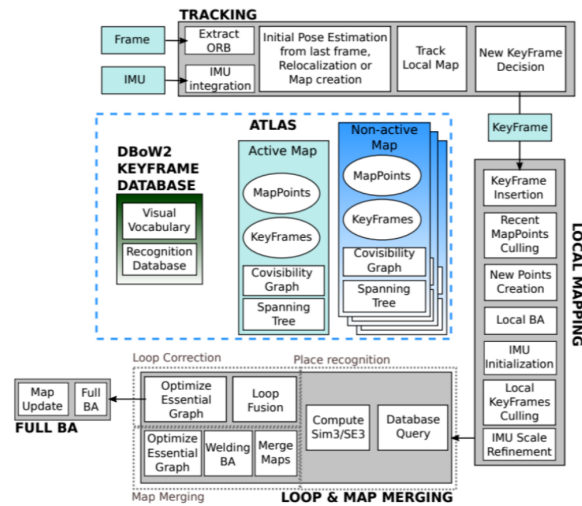 TRACKING
Frame
IMU
Extract
ORB
IMU
integration
Initial Pose Estimation
from last frame,
Relocalization or
Map creation
Track
Local Map
New KeyFrame
Decision
KeyFrame
ATLAS
DBoW2
KEYFRAME
DATABASE
Visual
Vocabulary
Recognition
Database
Active Map
MapPoints
KeyFrames
Covisibility
Graph
Spanning
Tree
Non-active
Map
MapPoints
KeyFrames
Covisibility
Graph
Spanning
Tree
LOCAL MAPPING
KeyFrame
Insertion
Recent
MapPoints
Culling
New Points
Creation
Local BA
IMU
Initialization
Local
KeyFrames
Culling
IMU Scale
Refinement
Loop Correction
Place recognition
Optimize
Essential
Graph
Loop
Fusion
Compute
Sim3/SE3
Database
Query
Optimize
Essential
Graph
Welding
BA
Merge
Maps
Map Merging
LOOP & MAP MERGING
Map
Update
Full
BA
FULL BA